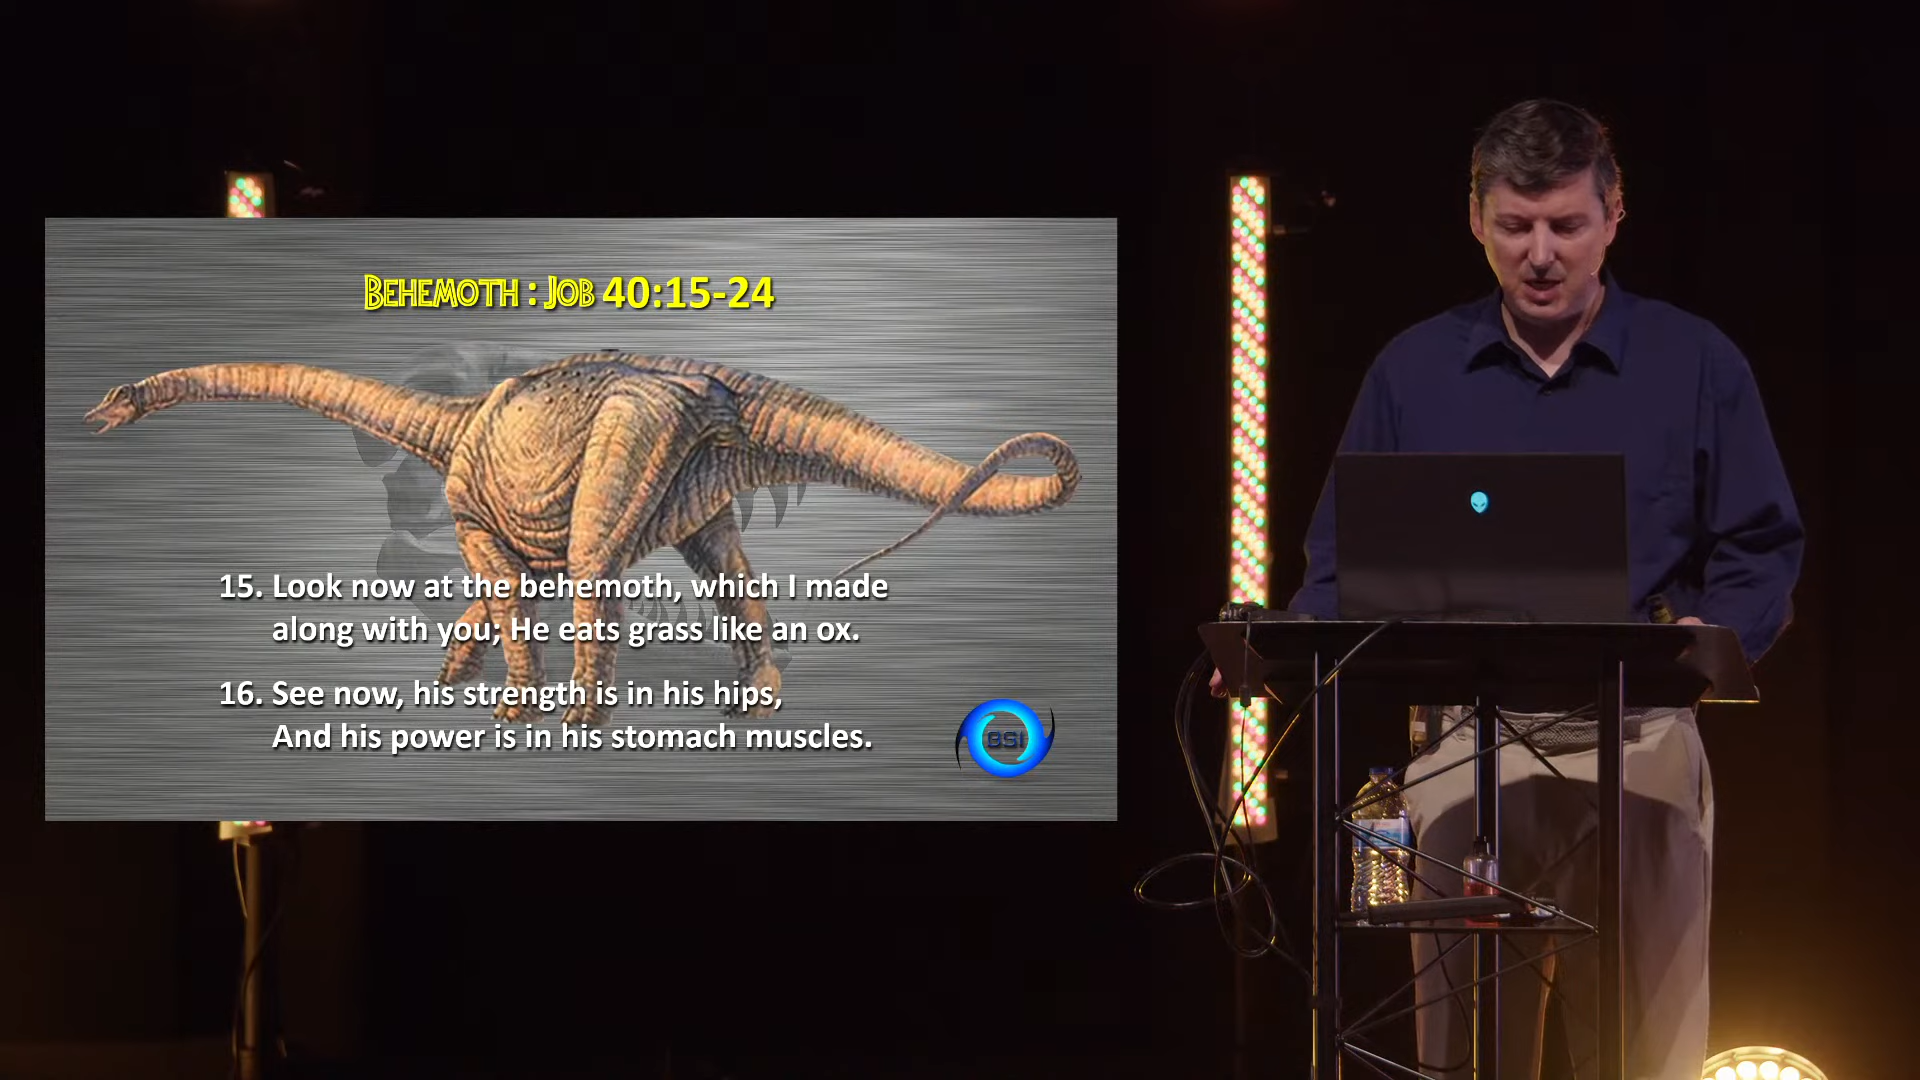 Behemoth : Job 40:15-24
15. Look now at the behemoth, which I made
along with you; He eats grass like an ox.
16. See now, his strength is in his hips,
And his power is in his stomach muscles.
BSI